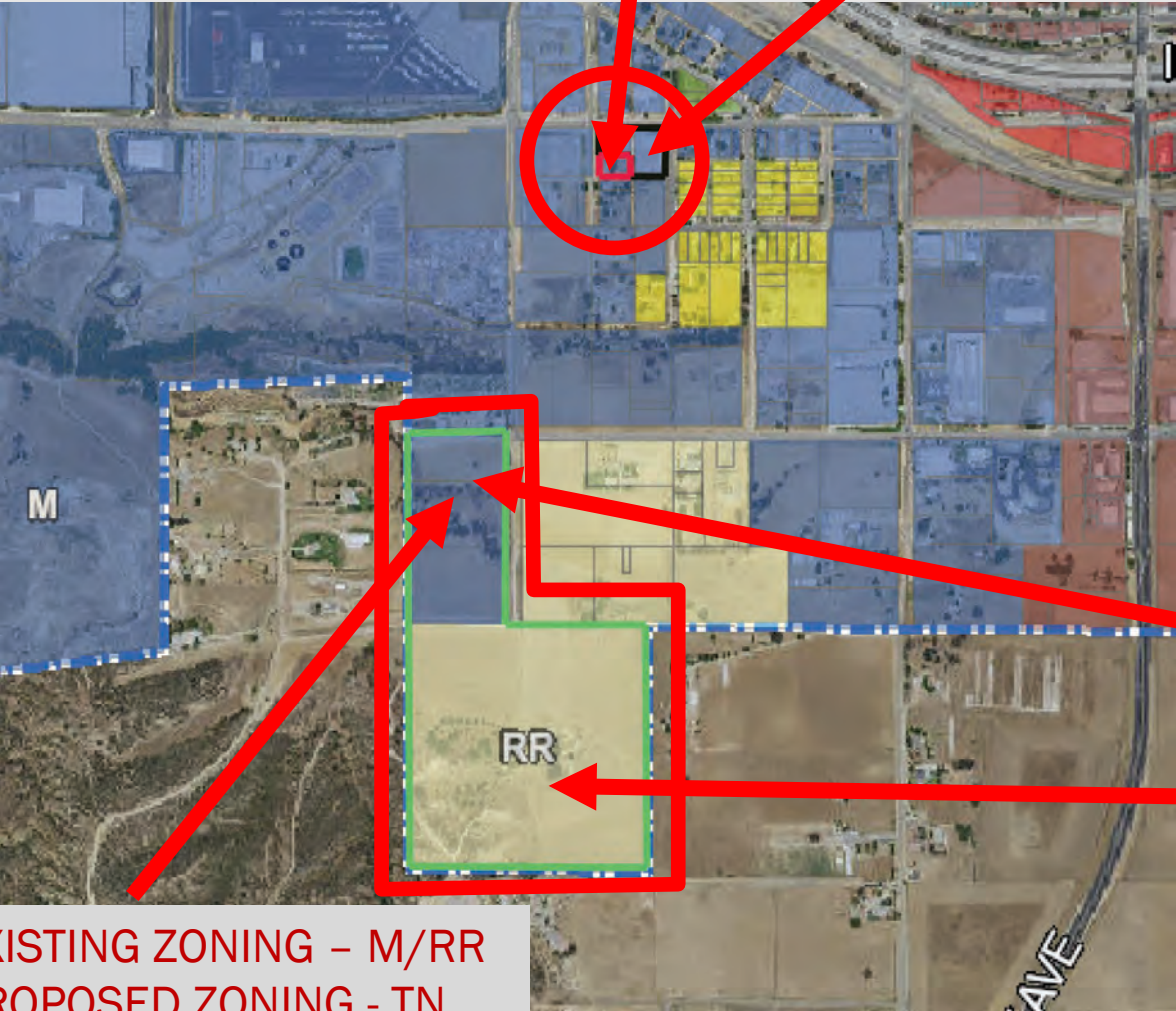 I
M
RR
XISTING ZONING – M/RR
ROPOSED ZONING - TN
AVE